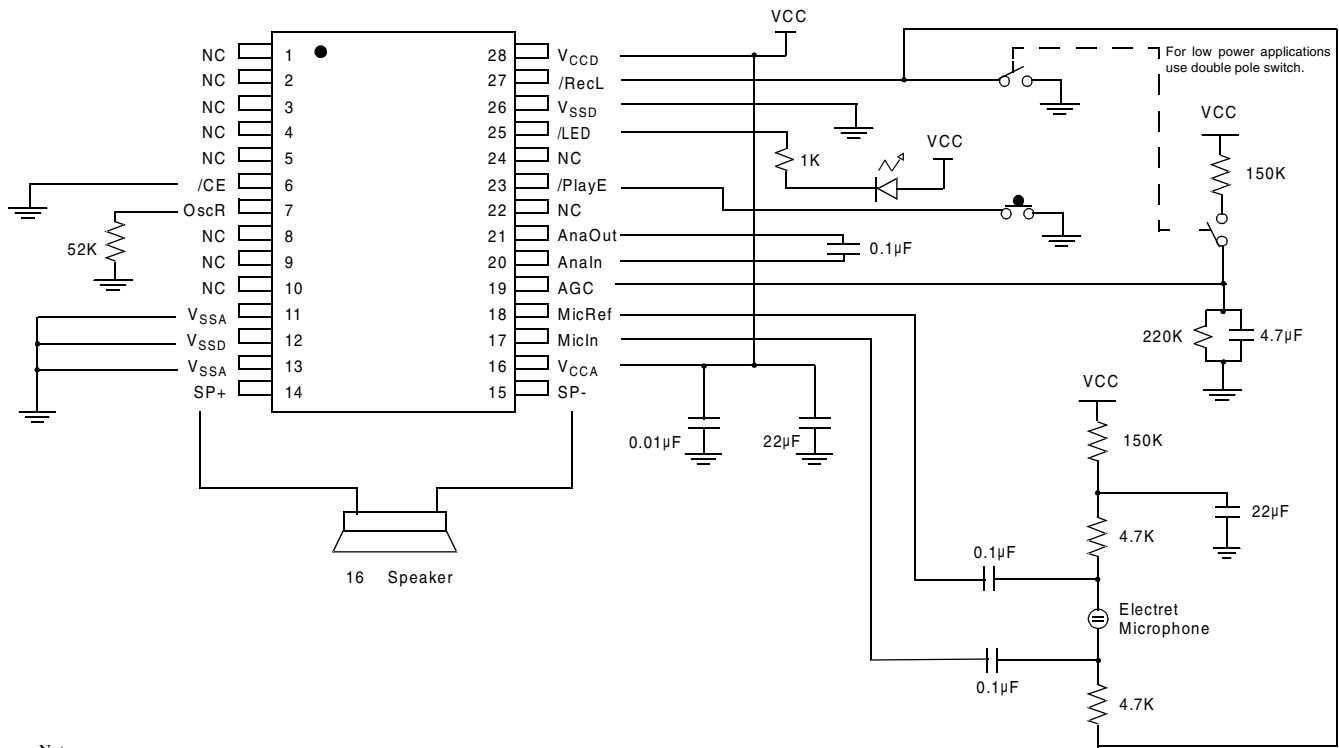 VCC
NC 1 28 VCCD
NC 2 27 /RecL
NC 3 26 VSSD
NC 4 25 /LED
NC 5 24 NC
/CE 6 23 /PlayE
OscR 7 22 NC
NC 8 21 AnaOut
NC 9 20 AnaIn
NC 10 19 AGC
VSSA 11 18 MicRef
VSSD 12 17 MicIn
VSSA 13 16 VCCA
SP+ 14 15 SP-
52K
1K
VCC
0.1µF
For low power applications
use double pole switch.
VCC
150K
220K
4.7µF
0.01µF
22µF
VCC
150K
22µF
4.7K
0.1µF
Electret
Microphone
0.1µF
4.7K
16 Speaker